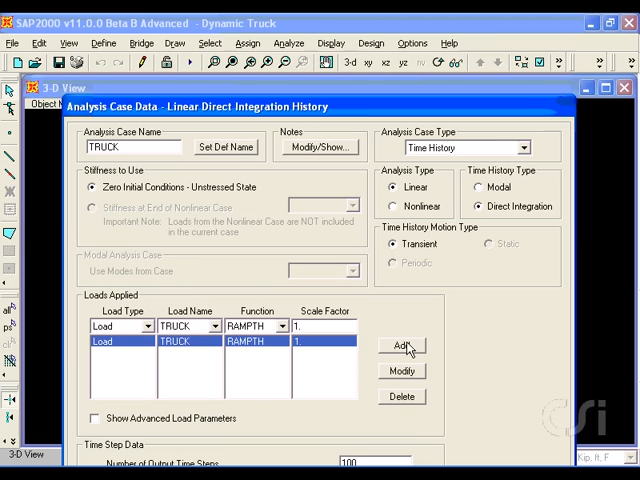 SAP2000 v11.0.0 Beta B Advanced - Dynamic Truck
File Edit View Define Bridge Draw Select Assign Analyze Display Design Options Help
3-d xy xz yz
3-D View
Analysis Case Data - Linear Direct Integration History
Analysis Case Name
TRUCK
Set Def Name
Notes
Modify/Show...
Analysis Case Type
Time History
Stiffness to Use
Zero Initial Conditions - Unstressed State
Stiffness at End of Nonlinear Case
Important Note: Loads from the Nonlinear Case are NOT included
in the current case
Analysis Type
Linear
Nonlinear
Time History Type
Modal
Direct Integration
Time History Motion Type
Transient
Static
Periodic
Modal Analysis Case
Use Modes from Case
Loads Applied
Load Type Load Name Function Scale Factor
Load TRUCK RAMPTH 1.
Load TRUCK RAMPTH 1.
Add
Modify
Delete
Show Advanced Load Parameters
Time Step Data
Number of Output Time Steps
100
all
ps
3-D View
Kip, ft, F
CSi